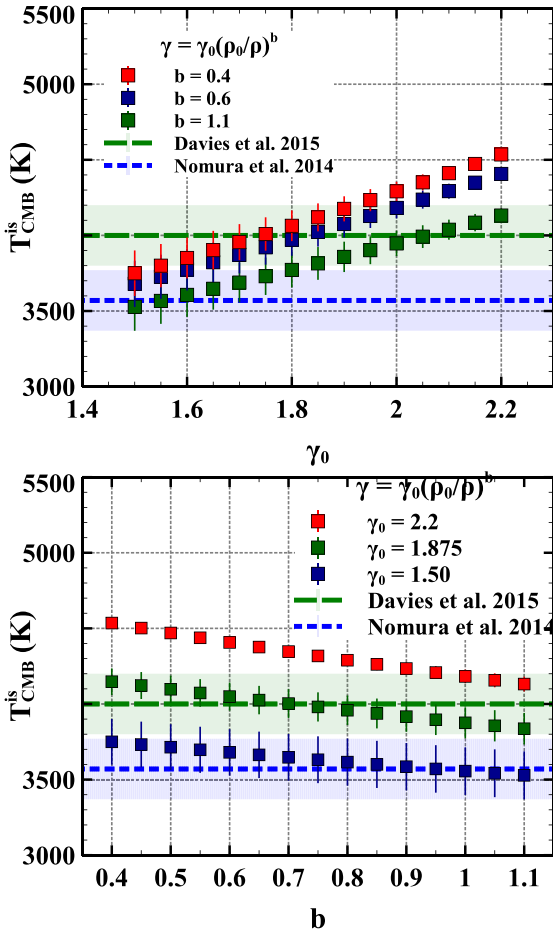 5500
γ = γ0(ρ0/ρ)^b
b = 0.4
b = 0.6
b = 1.1
Davies et al. 2015
Nomura et al. 2014
5000
3500
3000
T^is_CMB (K)
1.4 1.6 1.8 2 2.2
γ0
5500
γ = γ0(ρ0/ρ)^b
γ0 = 2.2
γ0 = 1.875
γ0 = 1.50
Davies et al. 2015
Nomura et al. 2014
5000
3500
3000
T^is_CMB (K)
0.4 0.5 0.6 0.7 0.8 0.9 1 1.1
b